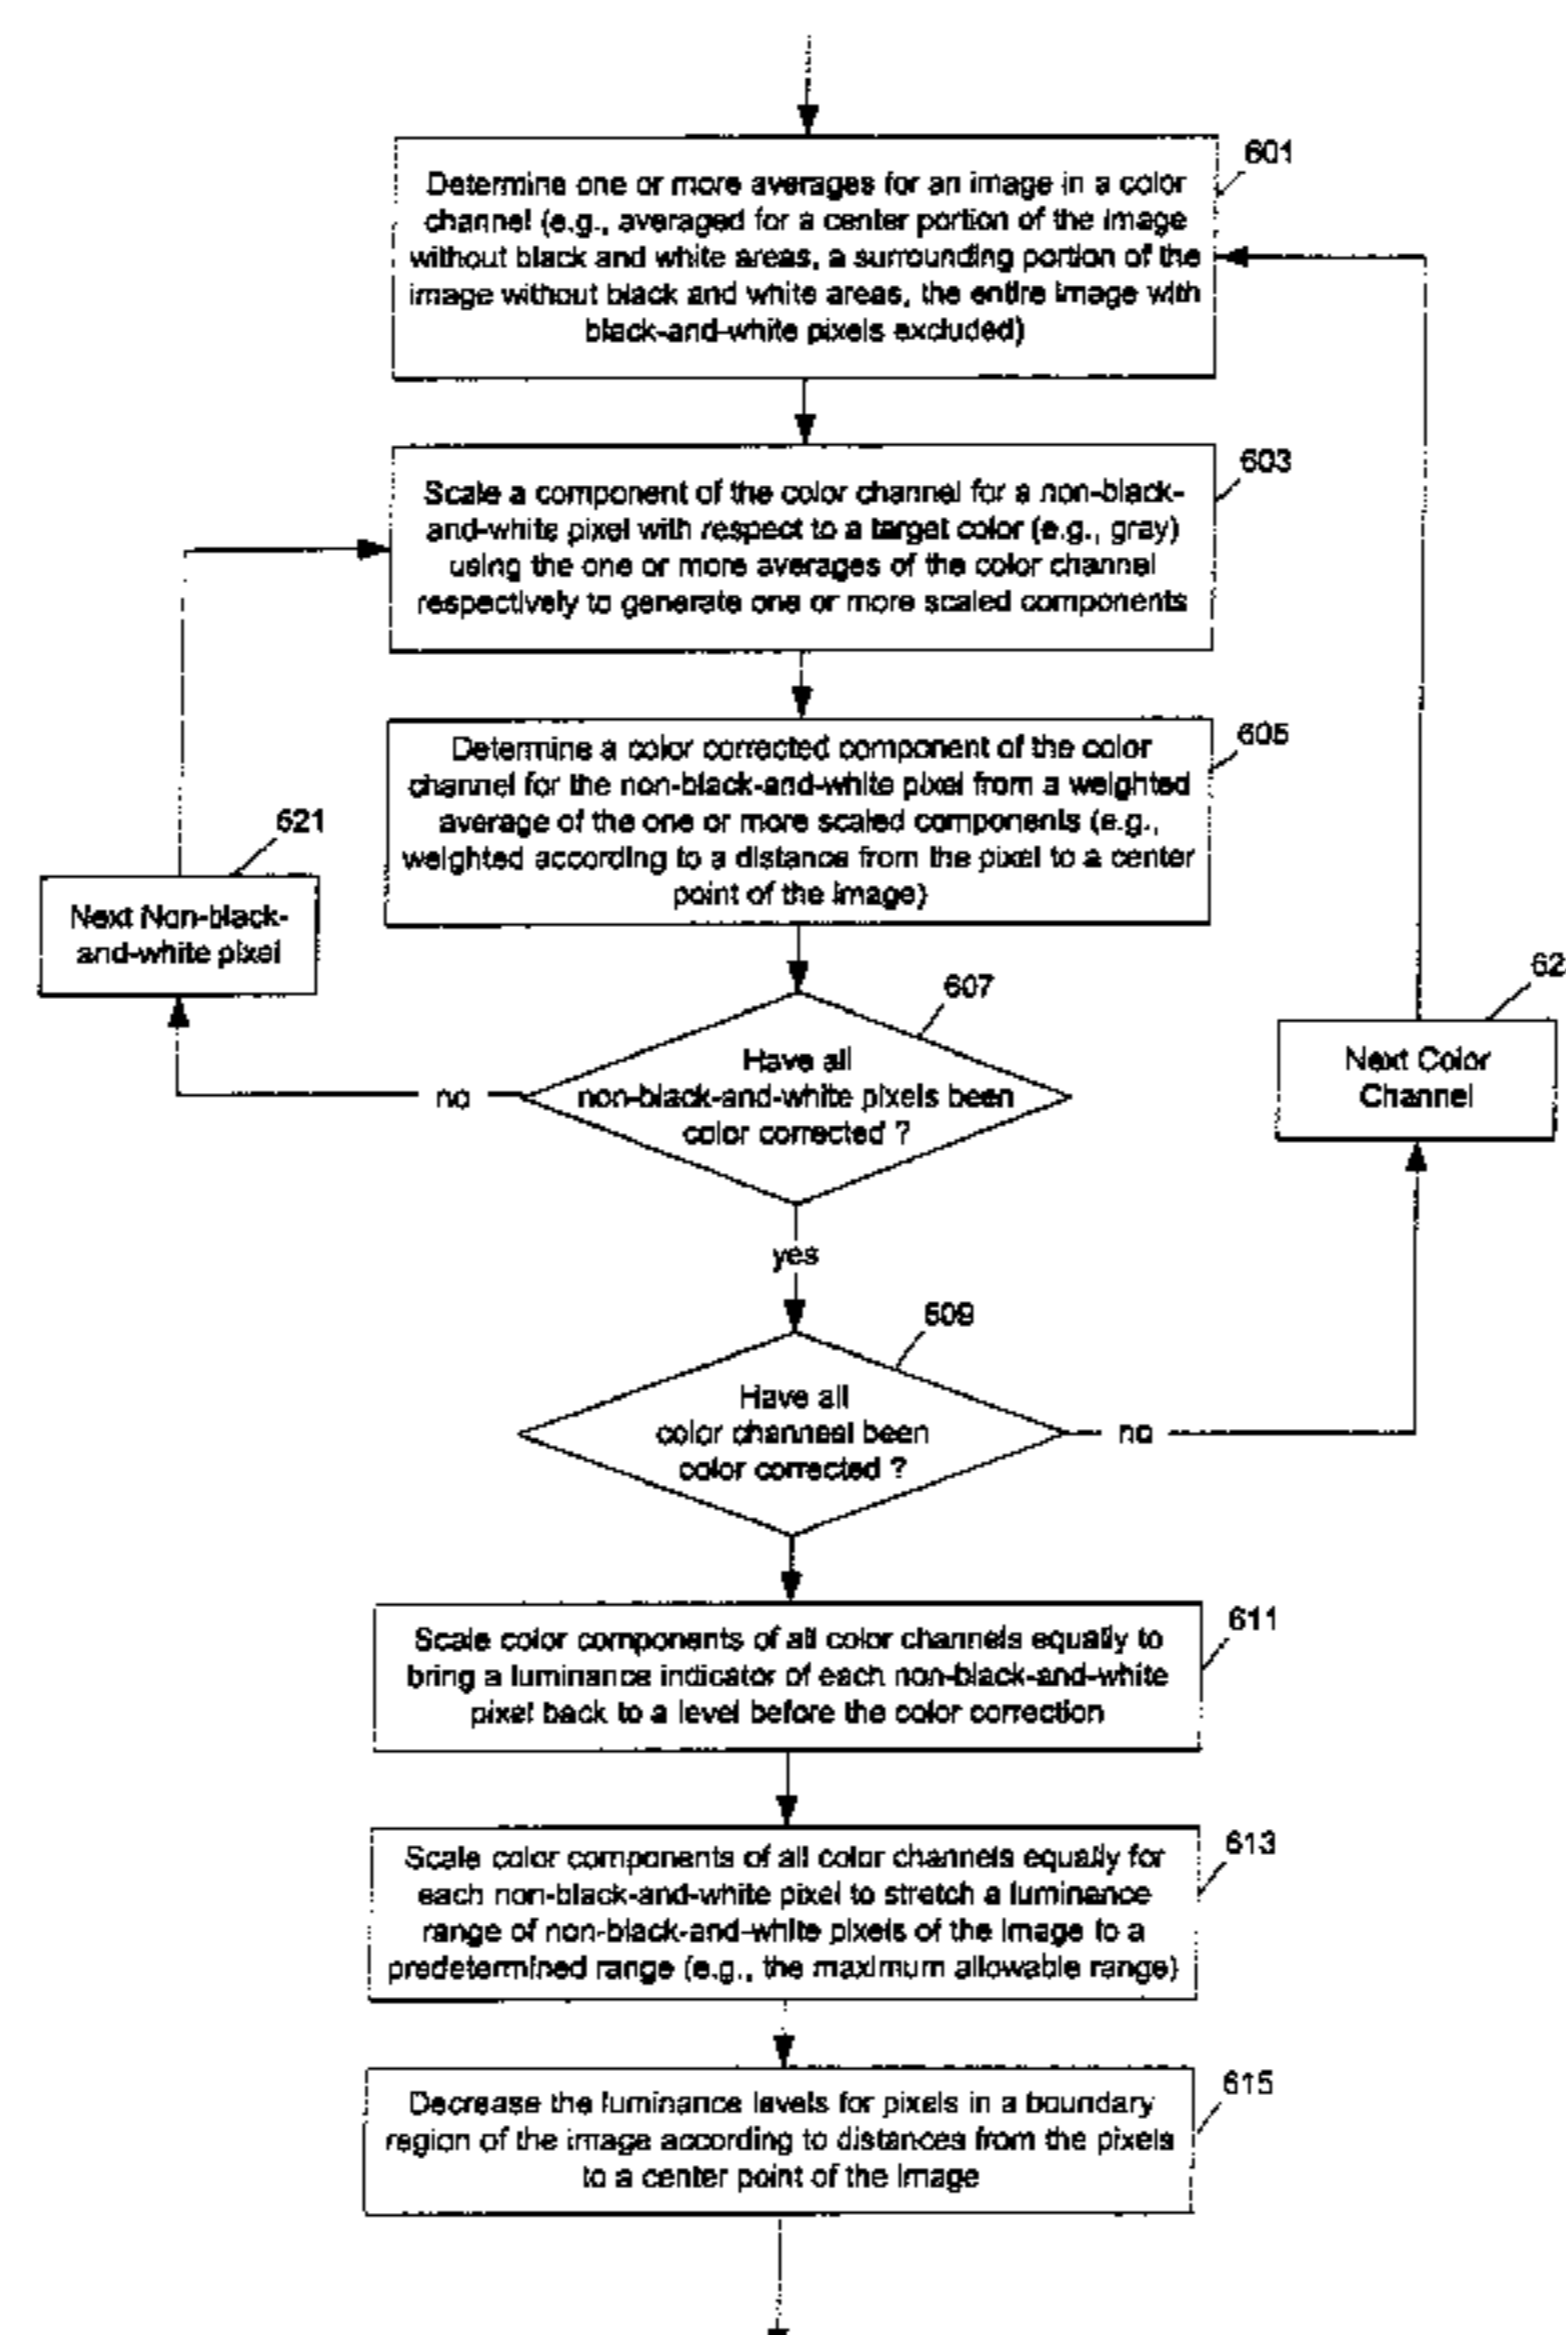 601
Determine one or more averages for an image in a color
channel (e.g., averaged for a center portion of the image
without black and white areas, a surrounding portion of the
image without black and white areas, the entire image with
black-and-white pixels excluded)
603
Scale a component of the color channel for a non-black-
and-white pixel with respect to a target color (e.g., gray)
using the one or more averages of the color channel
respectively to generate one or more scaled components
605
Determine a color corrected component of the color
channel for the non-black-and-white pixel from a weighted
average of the one or more scaled components (e.g.,
weighted according to a distance from the pixel to a center
point of the image)
621
Next Non-black-
and-white pixel
607
Have all
non-black-and-white pixels been
color corrected ?
no
62
Next Color
Channel
yes
609
Have all
color channesl been
color corrected ?
no
611
Scale color components of all color channels equally to
bring a luminance indicator of each non-black-and-white
pixel back to a level before the color correction
613
Scale color components of all color channels equally for
each non-black-and-white pixel to stretch a luminance
range of non-black-and-white pixels of the image to a
predetermined range (e.g., the maximum allowable range)
615
Decrease the luminance levels for pixels in a boundary
region of the image according to distances from the pixels
to a center point of the image